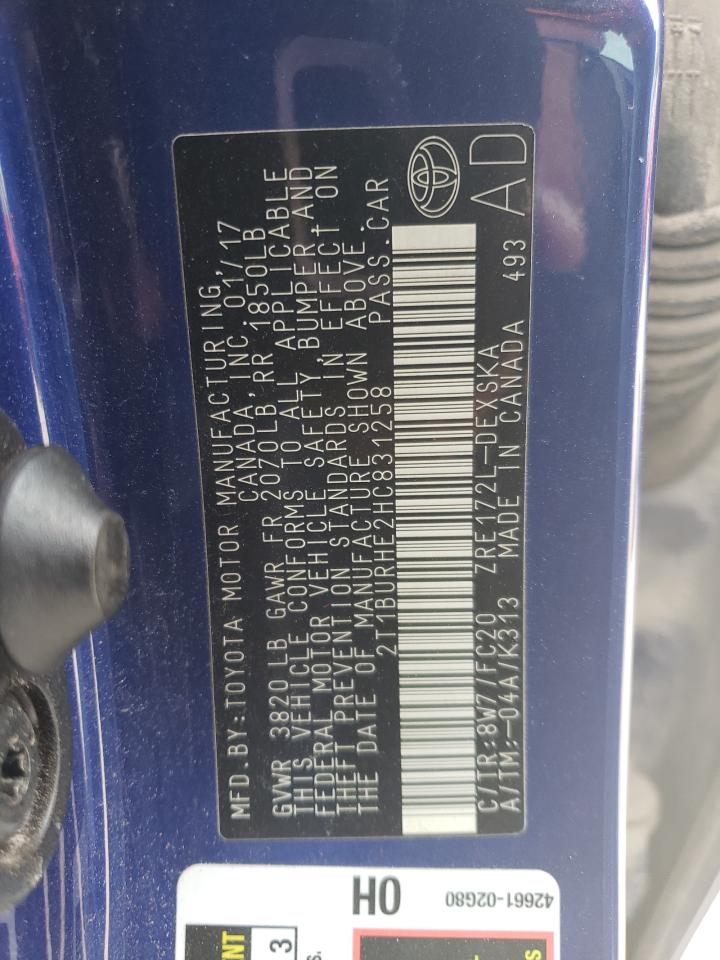 MFD.BY:TOYOTA MOTOR MANUFACTURING,
CANADA, INC. 01/17
GVWR 3820 LB GAWR FR 2070LB, RR 1850LB
THIS VEHICLE CONFORMS TO ALL APPLICABLE
FEDERAL MOTOR VEHICLE SAFETY, BUMPER, AND
THEFT PREVENTION STANDARDS IN EFFECT ON
THE DATE OF MANUFACTURE SHOWN ABOVE.
2T1BURHE2HC831258 PASS.CAR
C/TR:8W7/FC20 ZRE172L-DEXSKA
A/TM:-04A/K313 MADE IN CANADA 493
AD
0H
42661-02G80
3